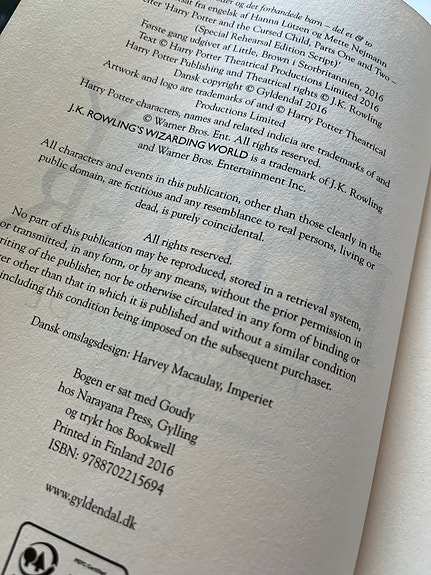 otter og det forbandede barn – del et & to
sat fra engelsk af Hanna Lützen og Mette Nejmann
efter 'Harry Potter and the Cursed Child, Parts One and Two –
(Special Rehearsal Edition Script)
Første gang udgivet af Little, Brown i Storbritannien, 2016
Text © Harry Potter Theatrical Productions Limited 2016
Harry Potter Publishing and Theatrical rights © J.K. Rowling
Dansk copyright © Gyldendal 2016
Artwork and logo are trademarks of and © Harry Potter Theatrical
Productions Limited
Harry Potter characters, names and related indicia are trademarks of and
© Warner Bros. Ent. All rights reserved.
J.K. ROWLING'S WIZARDING WORLD is a trademark of J.K. Rowling
and Warner Bros. Entertainment Inc.
All characters and events in this publication, other than those clearly in the
public domain, are fictitious and any resemblance to real persons, living or
dead, is purely coincidental.
All rights reserved.
No part of this publication may be reproduced, stored in a retrieval system,
or transmitted, in any form, or by any means, without the prior permission in
riting of the publisher, nor be otherwise circulated in any form of binding or
er other than that in which it is published and without a similar condition
including this condition being imposed on the subsequent purchaser.
Dansk omslagsdesign: Harvey Macaulay, Imperiet
Bogen er sat med Goudy
hos Narayana Press, Gylling
og trykt hos Bookwell
Printed in Finland 2016
ISBN: 9788702215694
www.gyldendal.dk
PEFC Certified